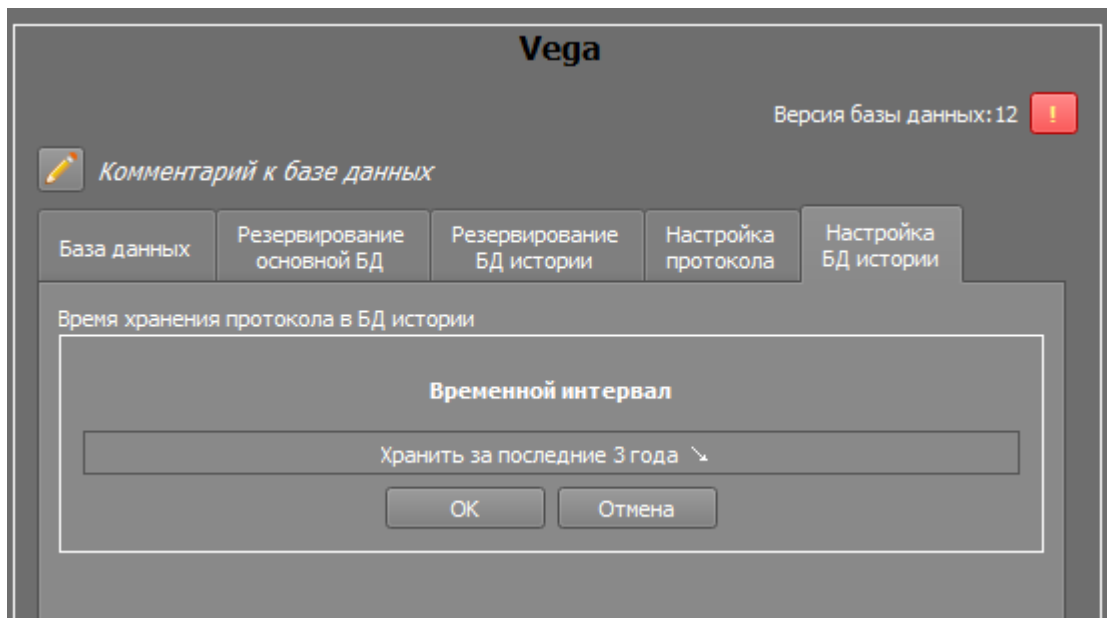 Vega
Версия базы данных: 12 !
Комментарий к базе данных
База данных
Резервирование
основной БД
Резервирование
БД истории
Настройка
протокола
Настройка
БД истории
Время хранения протокола в БД истории
Временной интервал
Хранить за последние 3 года
ОК
Отмена